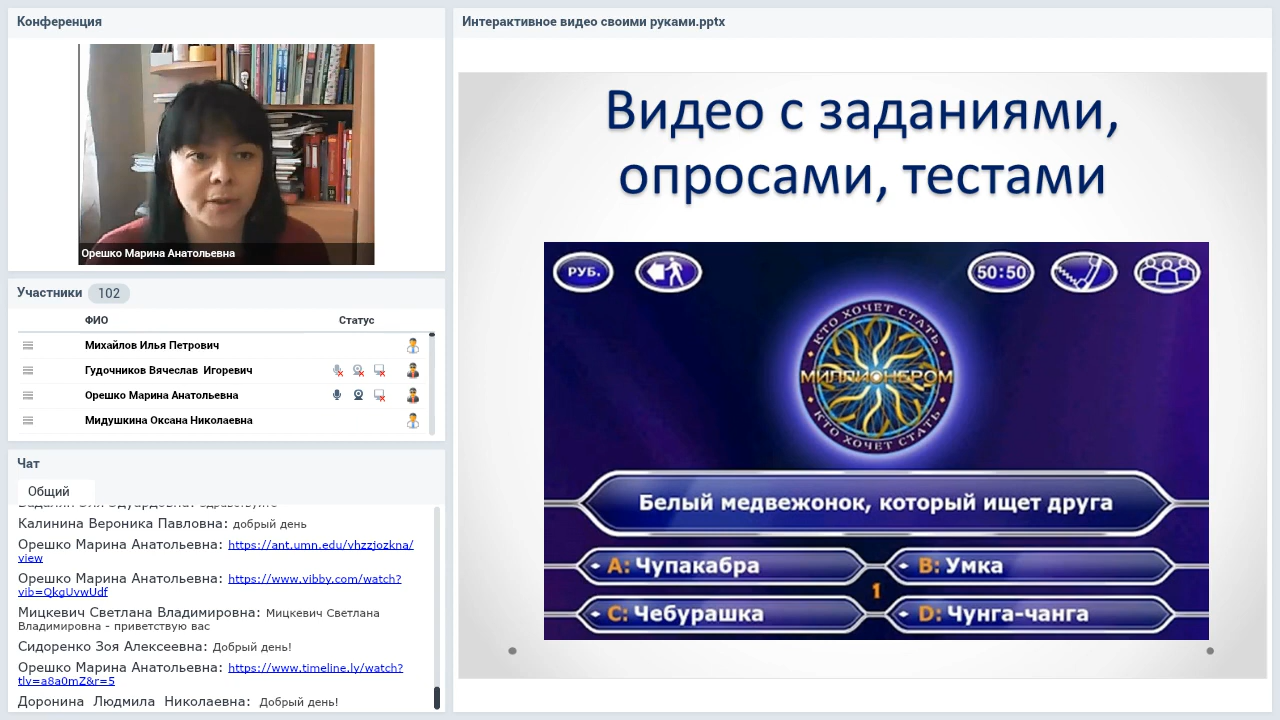 Конференция
Орешко Марина Анатольевна
Участники 102
ФИО Статус
Михайлов Илья Петрович
Гудочников Вячеслав Игоревич
Орешко Марина Анатольевна
Мидушкина Оксана Николаевна
Чат
Общий
Калинина Вероника Павловна: добрый день
Орешко Марина Анатольевна: https://ant.umn.edu/vhzzjozkna/
view
Орешко Марина Анатольевна: https://www.vibby.com/watch?
vib=QkgUvwUdf
Мицкевич Светлана Владимировна: Мицкевич Светлана
Владимировна - приветствую вас
Сидоренко Зоя Алексеевна: Добрый день!
Орешко Марина Анатольевна: https://www.timeline.ly/watch?
tlv=a8a0mZ&r=5
Доронина Людмила Николаевна: Добрый день!
Интерактивное видео своими руками.pptx
Видео с заданиями,
опросами, тестами
РУБ.
50:50
КТО ХОЧЕТ СТАТЬ
МИЛЛИОНЕРОМ
КТО ХОЧЕТ СТАТЬ
Белый медвежонок, который ищет друга
A: Чупакабра
B: Умка
1
C: Чебурашка
D: Чунга-чанга